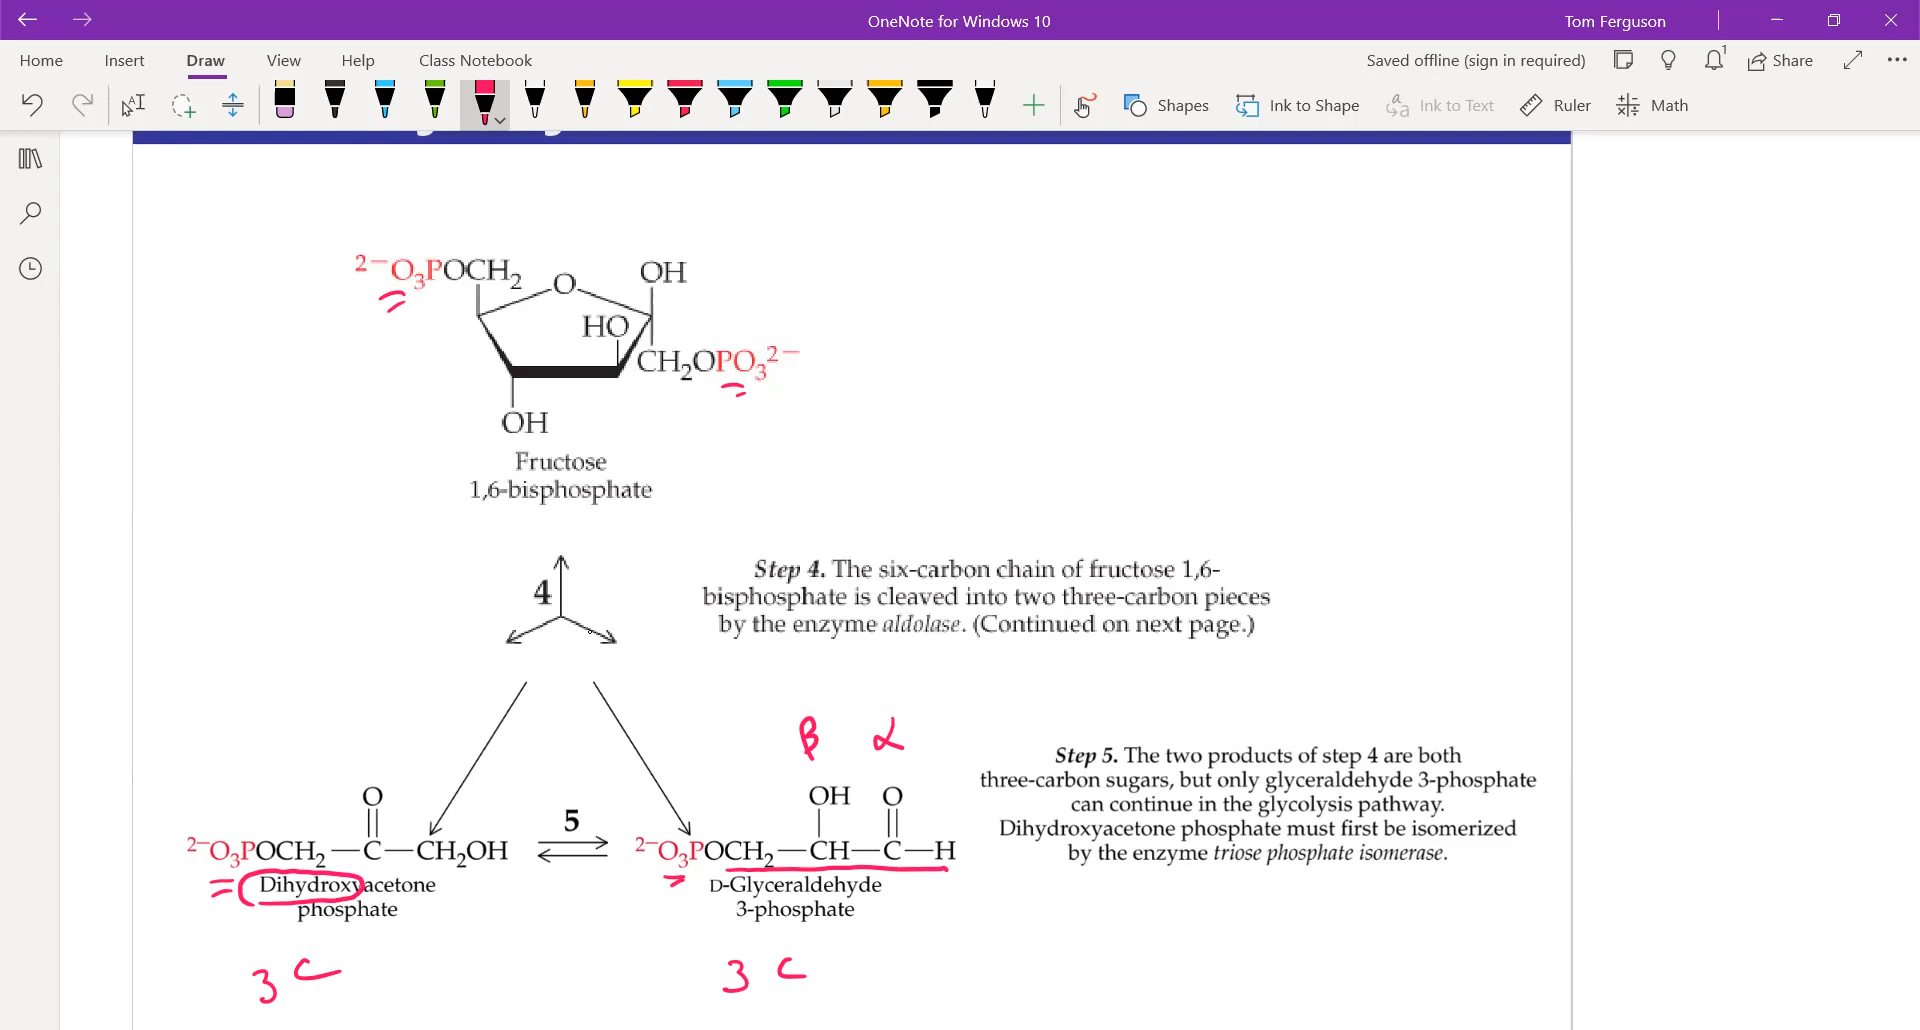 OneNote for Windows 10
Tom Ferguson
Home Insert Draw View Help Class Notebook
Saved offline (sign in required)
1
Share
Shapes Ink to Shape Ink to Text Ruler Math
2−O3POCH2
O
OH
HO
CH2OPO3 2−
OH
Fructose
1,6-bisphosphate
4
Step 4. The six-carbon chain of fructose 1,6-
bisphosphate is cleaved into two three-carbon pieces
by the enzyme aldolase. (Continued on next page.)
β α
Step 5. The two products of step 4 are both
three-carbon sugars, but only glyceraldehyde 3-phosphate
can continue in the glycolysis pathway.
Dihydroxyacetone phosphate must first be isomerized
by the enzyme triose phosphate isomerase.
O
2−O3POCH2—C—CH2OH
Dihydroxyacetone
phosphate
5
OH O
2−O3POCH2—CH—C—H
D-Glyceraldehyde
3-phosphate
3 C
3 C